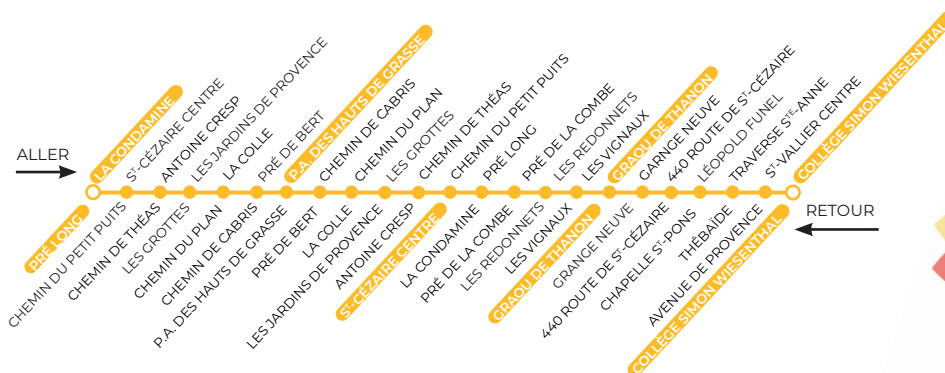 ALLER
LA CONDAMINE
Sᵗ-CÉZAIRE CENTRE
ANTOINE CRESP
LES JARDINS DE PROVENCE
LA COLLE
PRÉ DE BERT
P.A. DES HAUTS DE GRASSE
CHEMIN DE CABRIS
CHEMIN DU PLAN
LES GROTTES
CHEMIN DE THÉAS
CHEMIN DU PETIT PUITS
PRÉ LONG
PRÉ DE LA COMBE
LES REDONNETS
LES VIGNAUX
GRAOU DE THANON
GARNGE NEUVE
440 ROUTE DE Sᵗ-CÉZAIRE
LÉOPOLD FUNEL
TRAVERSE Sᵗᵉ-ANNE
Sᵗ-VALLIER CENTRE
COLLÈGE SIMON WIESENTHAL
RETOUR
PRÉ LONG
CHEMIN DU PETIT PUITS
CHEMIN DE THÉAS
LES GROTTES
CHEMIN DU PLAN
CHEMIN DE CABRIS
P.A. DES HAUTS DE GRASSE
PRÉ DE BERT
LA COLLE
LES JARDINS DE PROVENCE
ANTOINE CRESP
Sᵗ-CÉZAIRE CENTRE
LA CONDAMINE
PRÉ DE LA COMBE
LES REDONNETS
LES VIGNAUX
GRAOU DE THANON
GRANGE NEUVE
440 ROUTE DE Sᵗ-CÉZAIRE
CHAPELLE Sᵗ-PONS
THÉBAÏDE
AVENUE DE PROVENCE
COLLÈGE SIMON WIESENTHAL